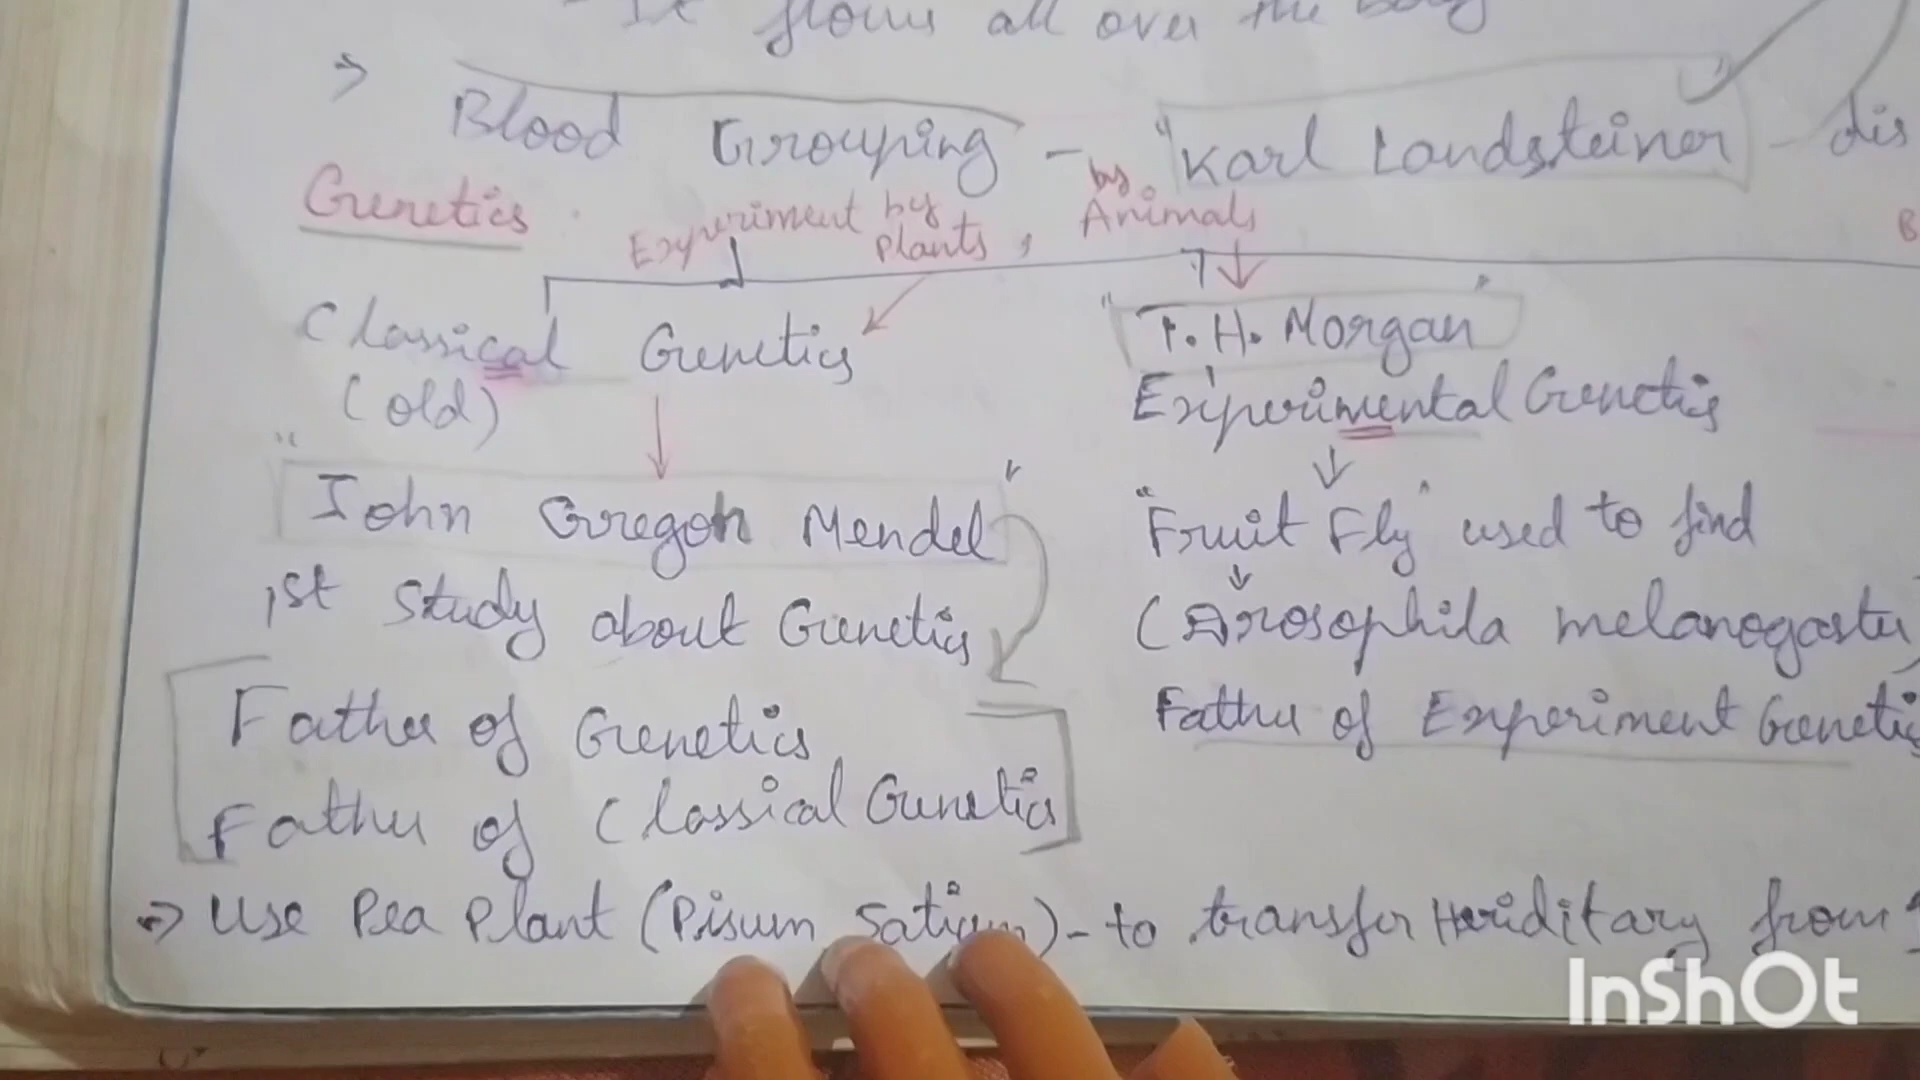 It flows all over the body
→ Blood Grouping - "Karl Landsteiner - dis
Genetics
Experiment by Plants, by Animals
B
Classical Genetics
(old)
"John Gregor Mendel"
1st study about Genetics
Father of Genetics
Father of Classical Genetics
"T. H. Morgan"
Experimental Genetics
"Fruit Fly" used to find
(Drosophila melanogaster)
Father of Experiment Genetics
→ Use Pea Plant (Pisum Sativum) - to transfer Hériditary from
InShOt